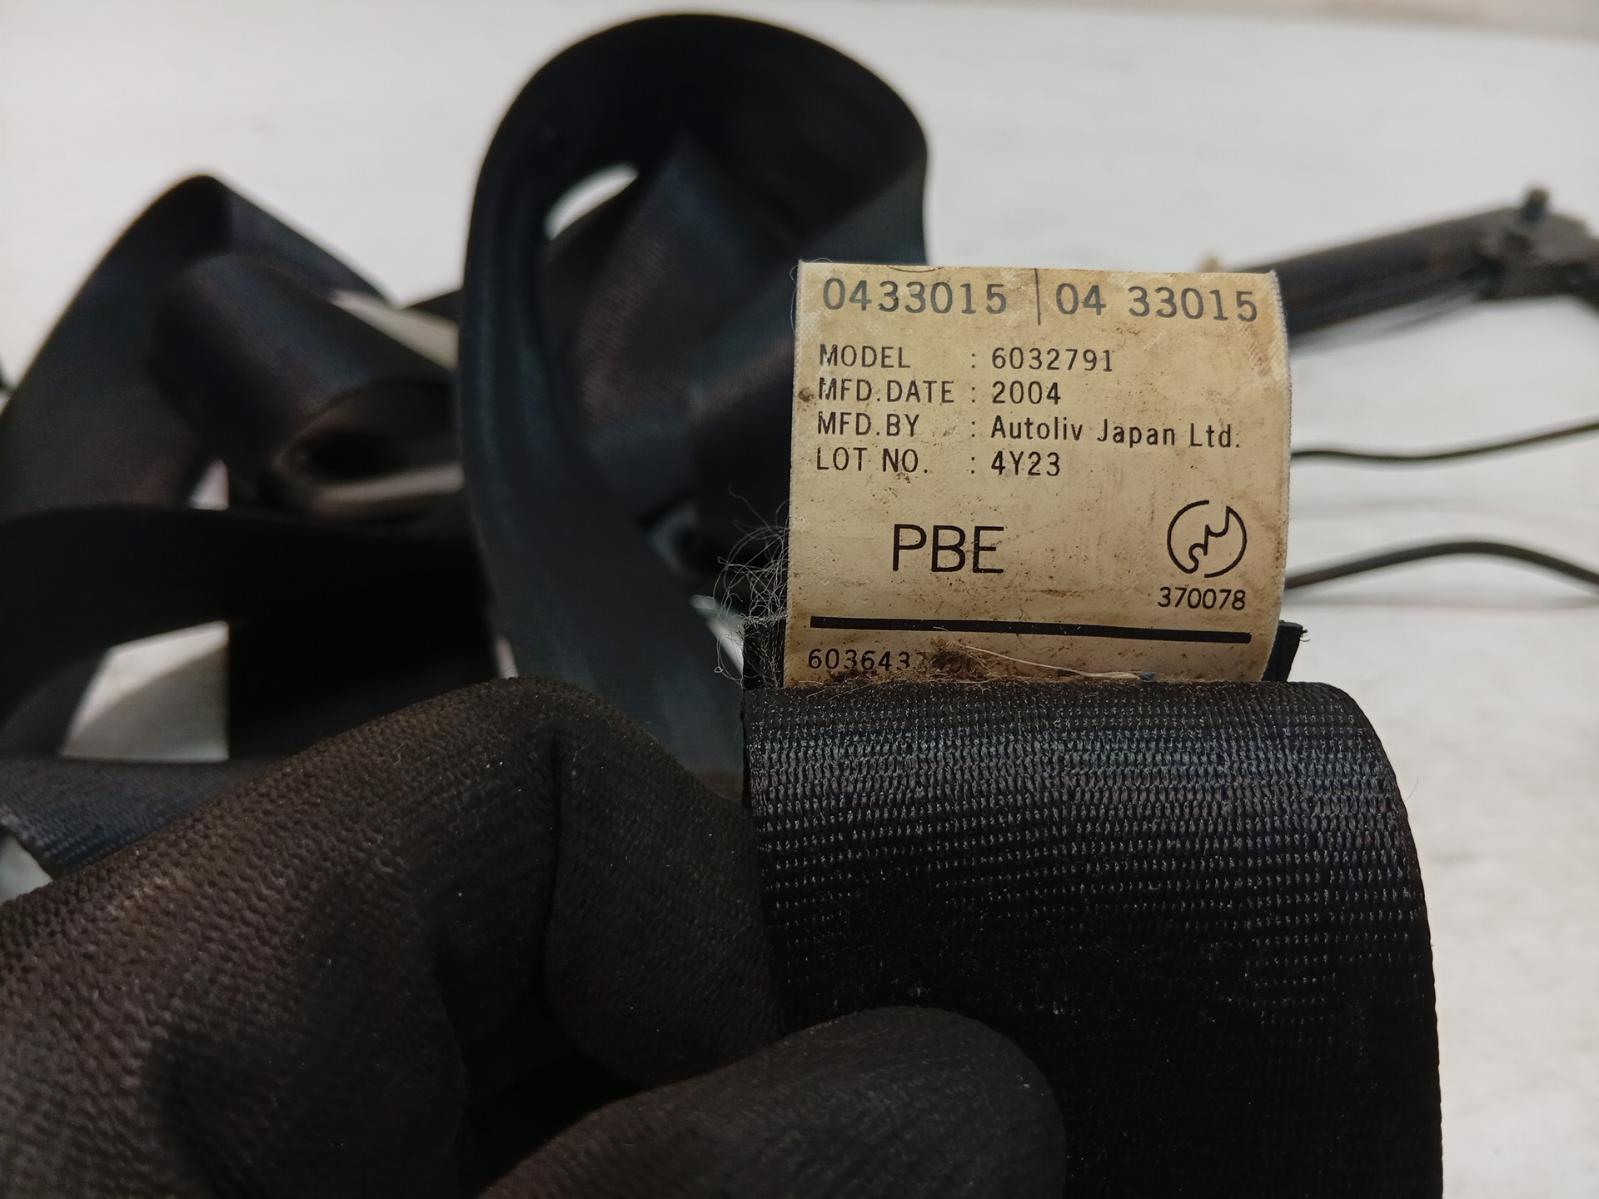 0433015 | 04 33015
MODEL : 6032791
MFD.DATE : 2004
MFD.BY : Autoliv Japan Ltd.
LOT NO. : 4Y23
PBE
370078